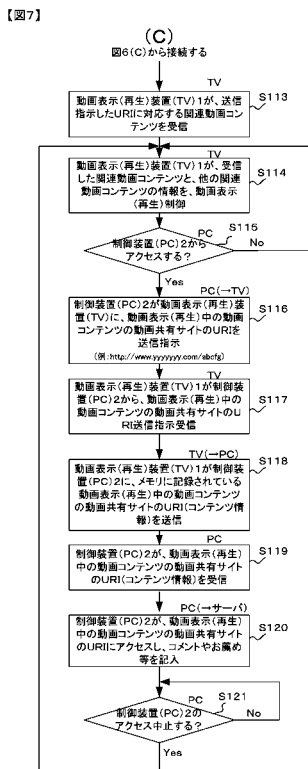 【図7】
(C)
図6(C)から接続する
TV
S113
動画表示(再生)装置(TV)1が、送信
指示したURIに対応する関連動画コン
テンツを受信
TV
S114
動画表示(再生)装置(TV)1が、受信
した関連動画コンテンツと、他の関連
動画コンテンツの情報を、動画表示
(再生)制御
PC
S115
制御装置(PC)2から
アクセスする?
No
Yes
PC(→TV)
S116
制御装置(PC)2が動画表示(再生)装
置(TV)に、動画表示(再生)中の動画
コンテンツの動画共有サイトのURIを
送信指示
(例:http://www.yyyyyyy.com/abcfg)
TV
S117
動画表示(再生)装置(TV)1が制御装
置(PC)2から、動画表示(再生)中の
動画コンテンツの動画共有サイトのU
RI送信指示受信
TV(→PC)
S118
動画表示(再生)装置(TV)1が制御装
置(PC)2に、メモリに記録されている
動画表示(再生)中の動画コンテンツ
の動画共有サイトのURI(コンテンツ情
報)を送信
PC
S119
制御装置(PC)2が、動画表示(再生)
中の動画コンテンツの動画共有サイト
のURI(コンテンツ情報)を受信
PC(→サーバ)
S120
制御装置(PC)2が、動画表示(再生)
中の動画コンテンツの動画共有サイト
のURIにアクセスし、コメントやお薦め
等を記入
PC
S121
制御装置(PC)2の
アクセス中止する?
No
Yes